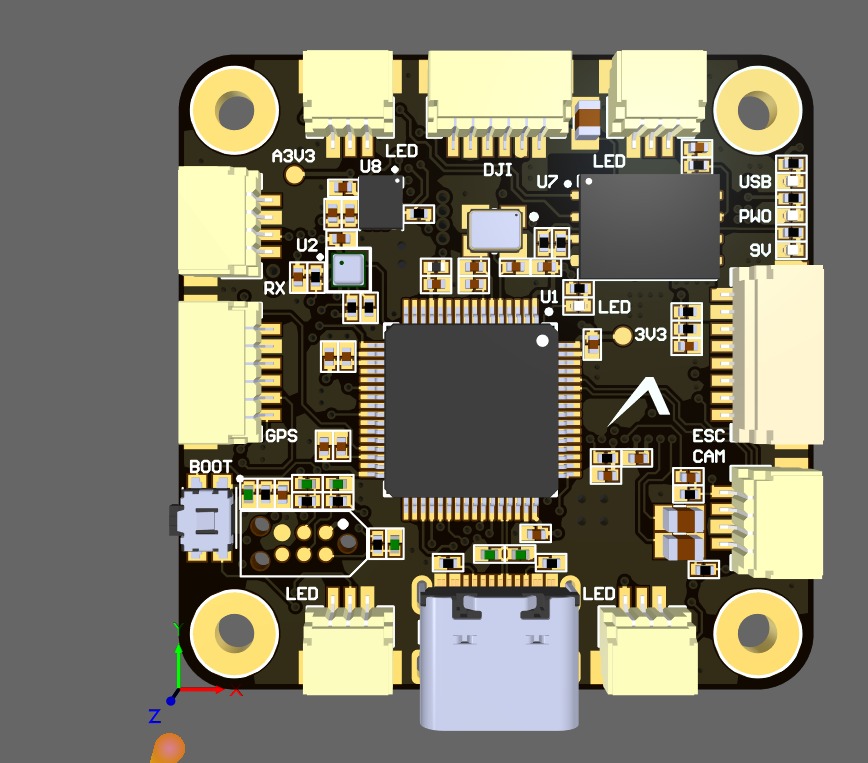 LED
A3V3
U8
DJI
LED
U7
USB
PWO
9V
U2
RX
U1
LED
3V3
GPS
ESC
CAM
BOOT
LED
LED
Y
X
Z